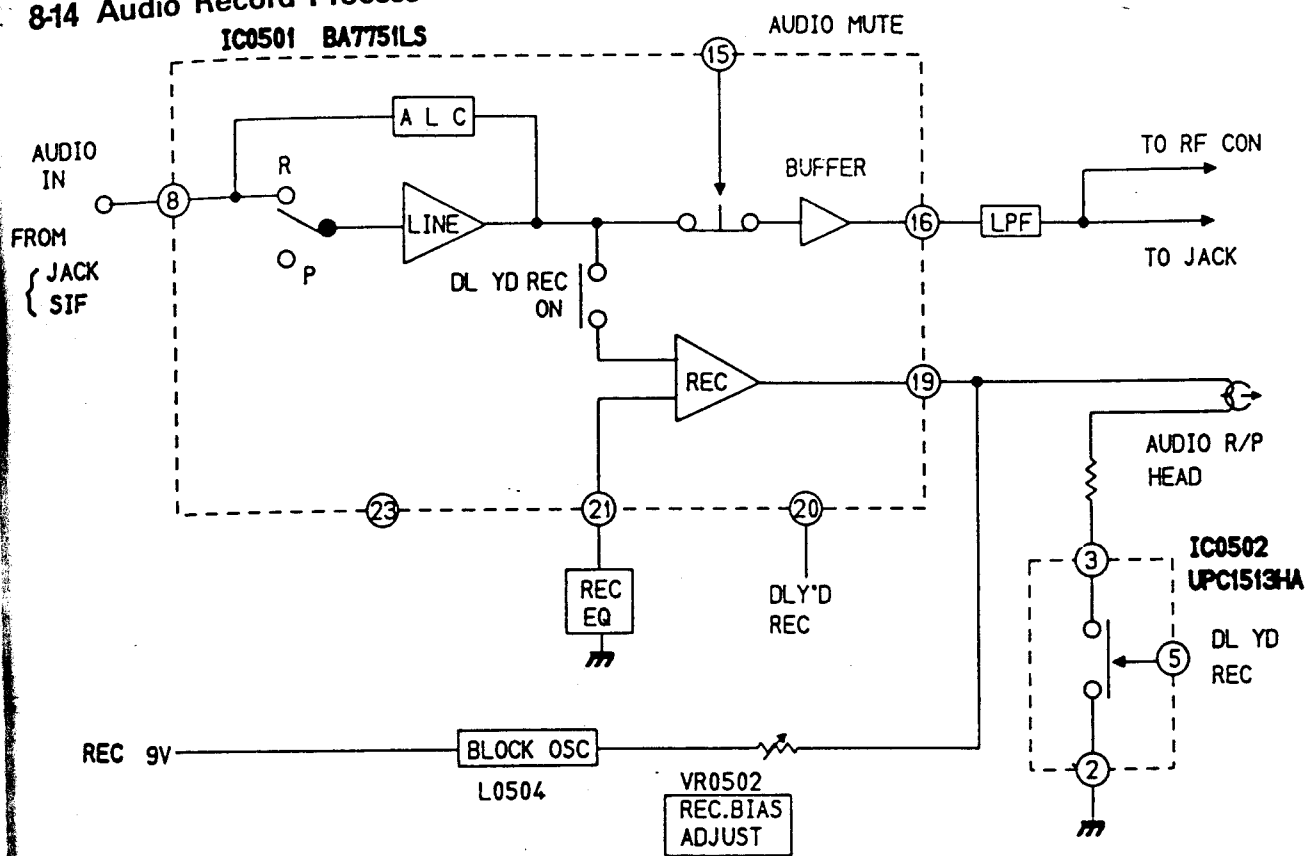 8-14 Audio Record Process
IC0501 BA7751LS
AUDIO MUTE
15
A L C
AUDIO
IN
R
BUFFER
TO RF CON
8
LINE
16
LPF
FROM
JACK
SIF
P
DL YD REC
ON
TO JACK
REC
19
AUDIO R/P
HEAD
23
21
20
3
IC0502
UPC1513HA
REC
EQ
DLY'D
REC
5
DL YD
REC
REC 9V
BLOCK OSC
L0504
VR0502
REC.BIAS
ADJUST
2